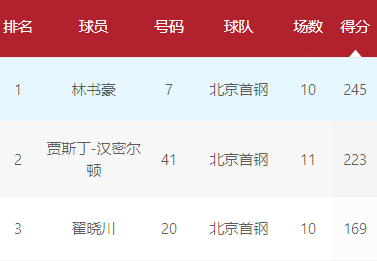 排名 球员 号码 球队 场数 得分
1 林书豪 7 北京首钢 10 245
2 贾斯丁-汉密尔 41 北京首钢 11 223
顿
3 翟晓川 20 北京首钢 10 169